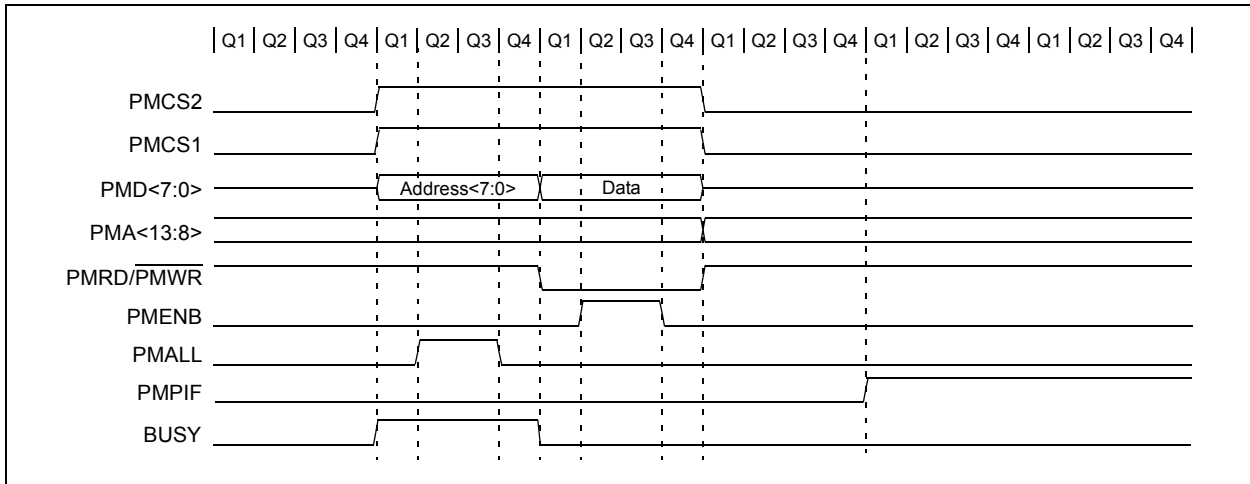 Q1 Q2 Q3 Q4 Q1 Q2 Q3 Q4 Q1 Q2 Q3 Q4 Q1 Q2 Q3 Q4 Q1 Q2 Q3 Q4 Q1 Q2 Q3 Q4
PMCS2
PMCS1
PMD<7:0> Address<7:0> Data
PMA<13:8>
PMRD/PMWR
PMENB
PMALL
PMPIF
BUSY